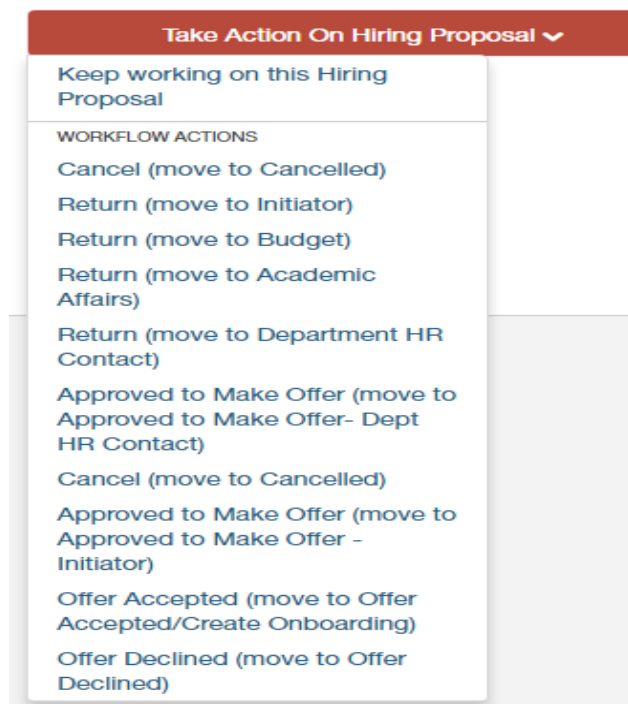 Take Action On Hiring Proposal
Keep working on this Hiring
Proposal
WORKFLOW ACTIONS
Cancel (move to Cancelled)
Return (move to Initiator)
Return (move to Budget)
Return (move to Academic
Affairs)
Return (move to Department HR
Contact)
Approved to Make Offer (move to
Approved to Make Offer- Dept
HR Contact)
Cancel (move to Cancelled)
Approved to Make Offer (move to
Approved to Make Offer -
Initiator)
Offer Accepted (move to Offer
Accepted/Create Onboarding)
Offer Declined (move to Offer
Declined)